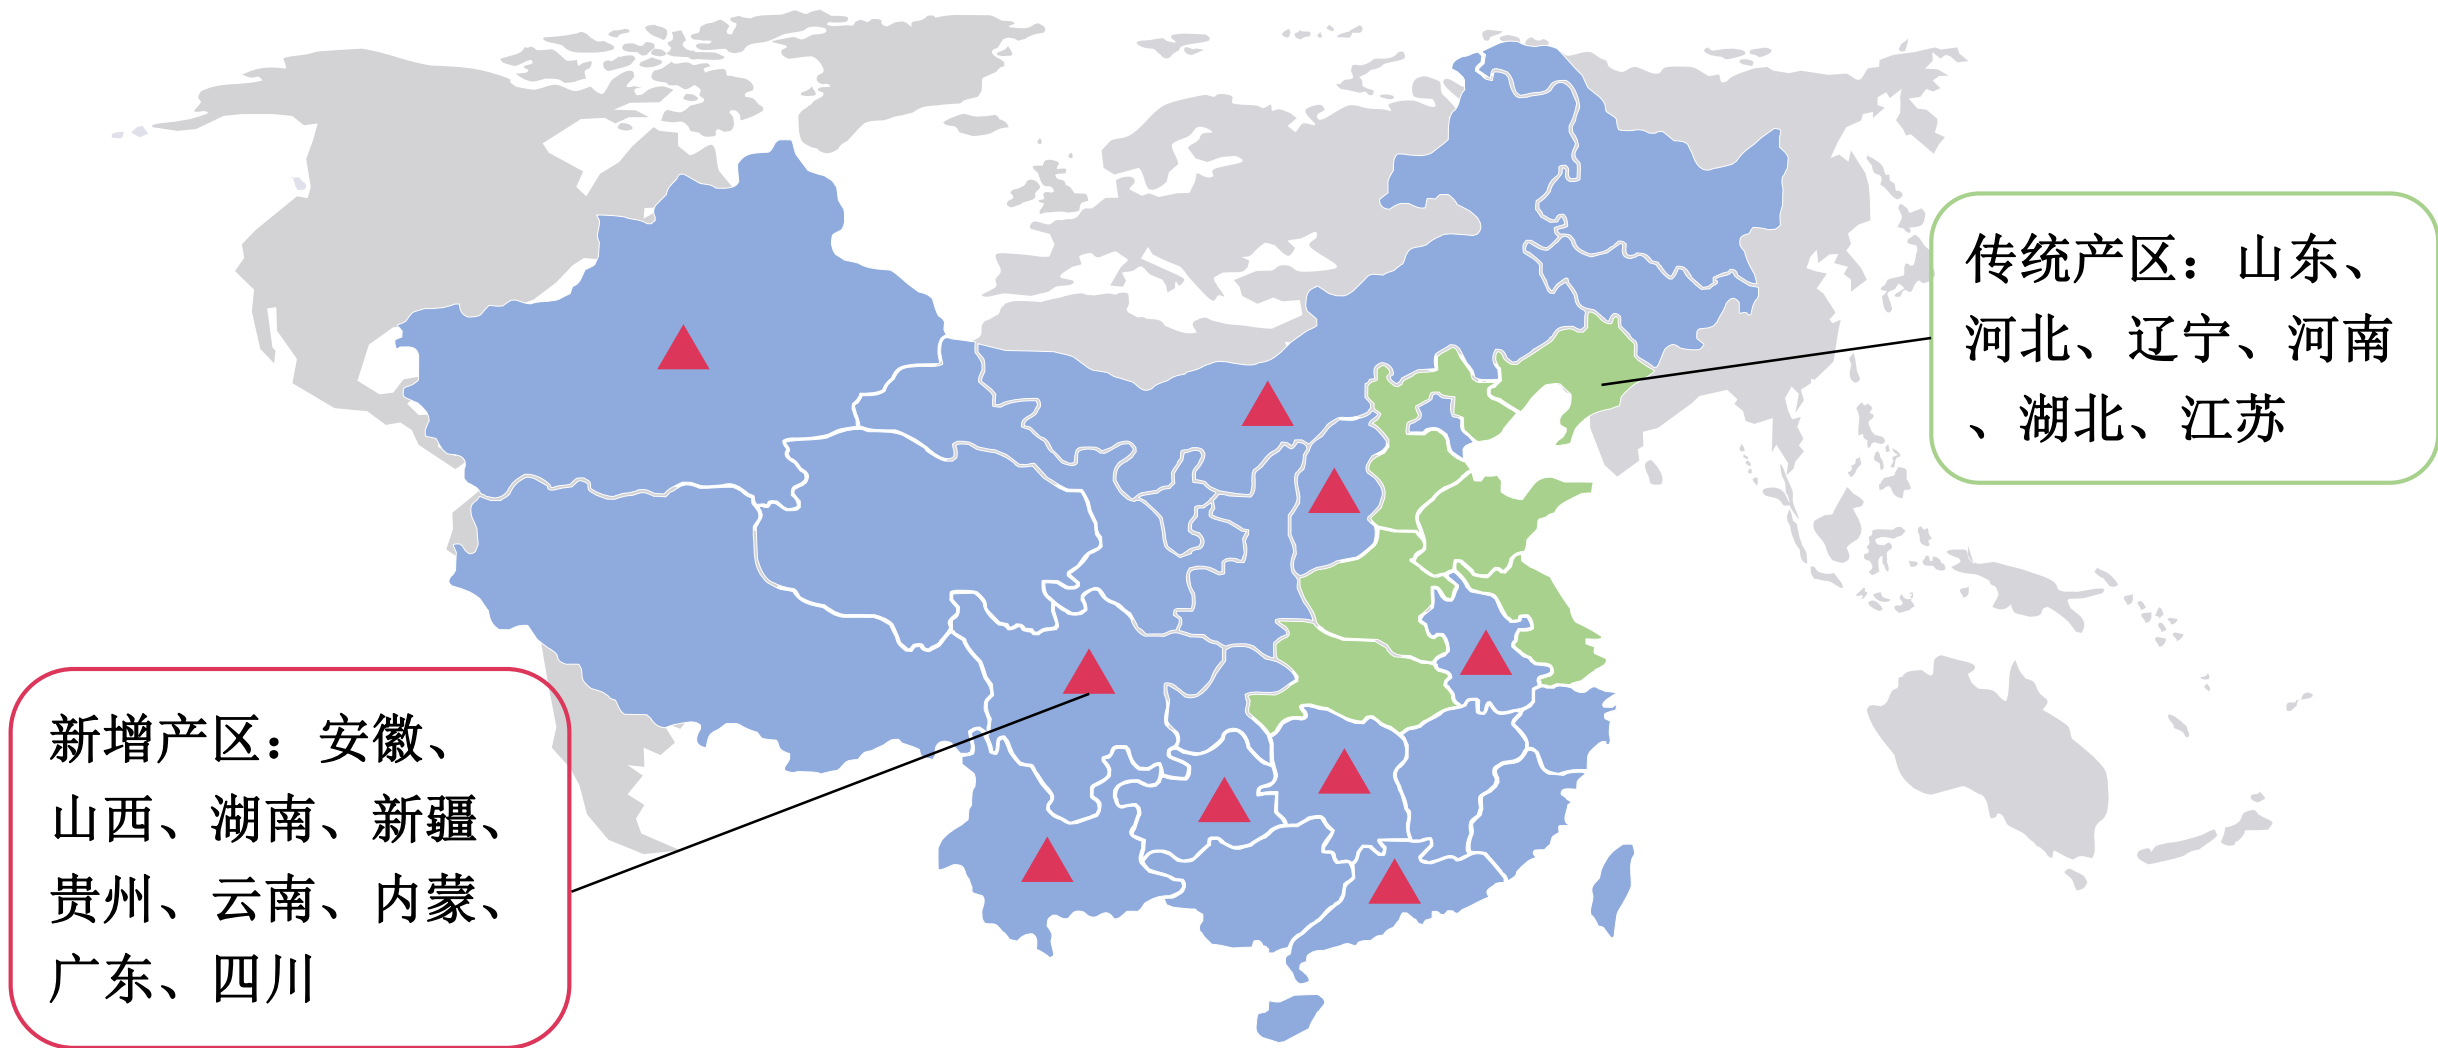 传统产区：山东、
河北、辽宁、河南
、湖北、江苏
新增产区：安徽、
山西、湖南、新疆、
贵州、云南、内蒙、
广东、四川